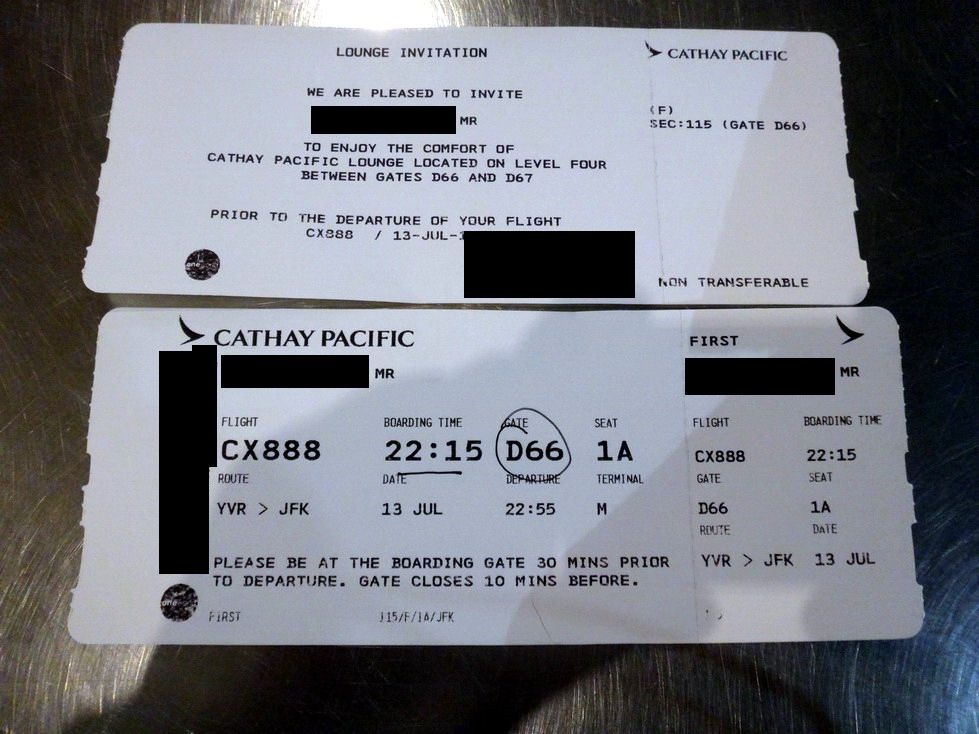 LOUNGE INVITATION
CATHAY PACIFIC
WE ARE PLEASED TO INVITE
MR
(F)
SEC:115 (GATE D66)
TO ENJOY THE COMFORT OF
CATHAY PACIFIC LOUNGE LOCATED ON LEVEL FOUR
BETWEEN GATES D66 AND D67
PRIOR TO THE DEPARTURE OF YOUR FLIGHT
CX888 / 13-JUL-
NON TRANSFERABLE
CATHAY PACIFIC
MR
FLIGHT BOARDING TIME GATE SEAT
CX888 22:15 D66 1A
ROUTE DATE DEPARTURE TERMINAL
YVR > JFK 13 JUL 22:55 M
PLEASE BE AT THE BOARDING GATE 30 MINS PRIOR
TO DEPARTURE. GATE CLOSES 10 MINS BEFORE.
FIRST 115/F/1A/JFK
FIRST
MR
FLIGHT BOARDING TIME
CX888 22:15
GATE SEAT
D66 1A
ROUTE DATE
YVR > JFK 13 JUL